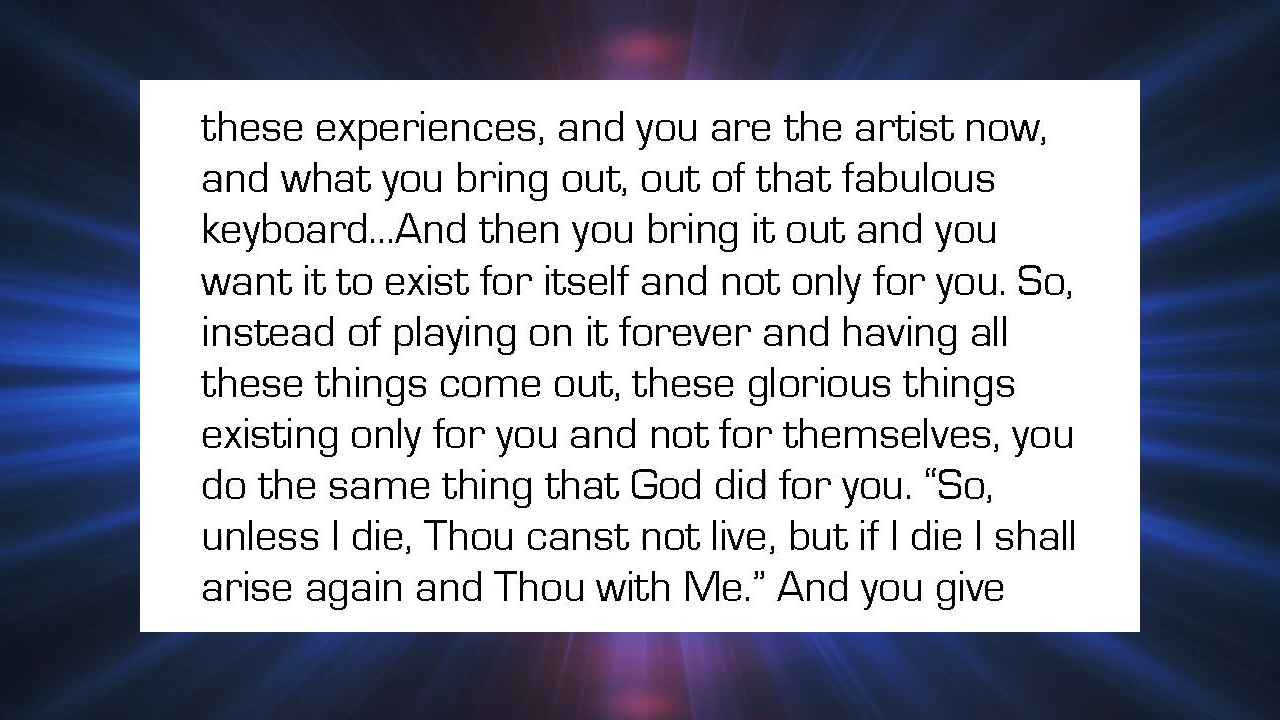 these experiences, and you are the artist now,
and what you bring out, out of that fabulous
keyboard...And then you bring it out and you
want it to exist for itself and not only for you. So,
instead of playing on it forever and having all
these things come out, these glorious things
existing only for you and not for themselves, you
do the same thing that God did for you. “So,
unless I die, Thou canst not live, but if I die I shall
arise again and Thou with Me.” And you give